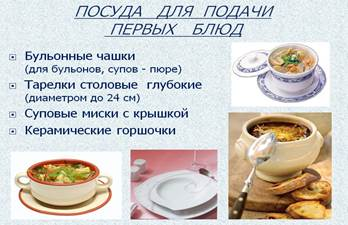 ПОСУДА ДЛЯ ПОДАЧИ
ПЕРВЫХ БЛЮД
Бульонные чашки
(для бульонов, супов - пюре)
Тарелки столовые глубокие
(диаметром до 24 см)
Суповые миски с крышкой
Керамические горшочки